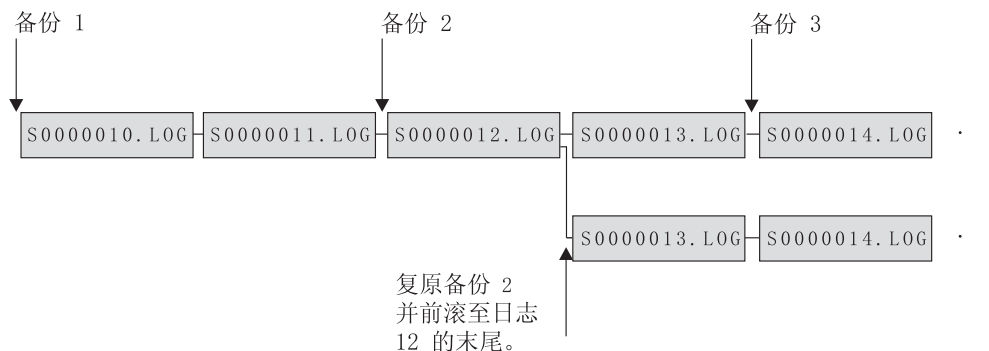 备份 1
备份 2
备份 3
S0000010.LOG
S0000011.LOG
S0000012.LOG
S0000013.LOG
S0000014.LOG
S0000013.LOG
S0000014.LOG
复原备份 2
并前滚至日志
12 的末尾。